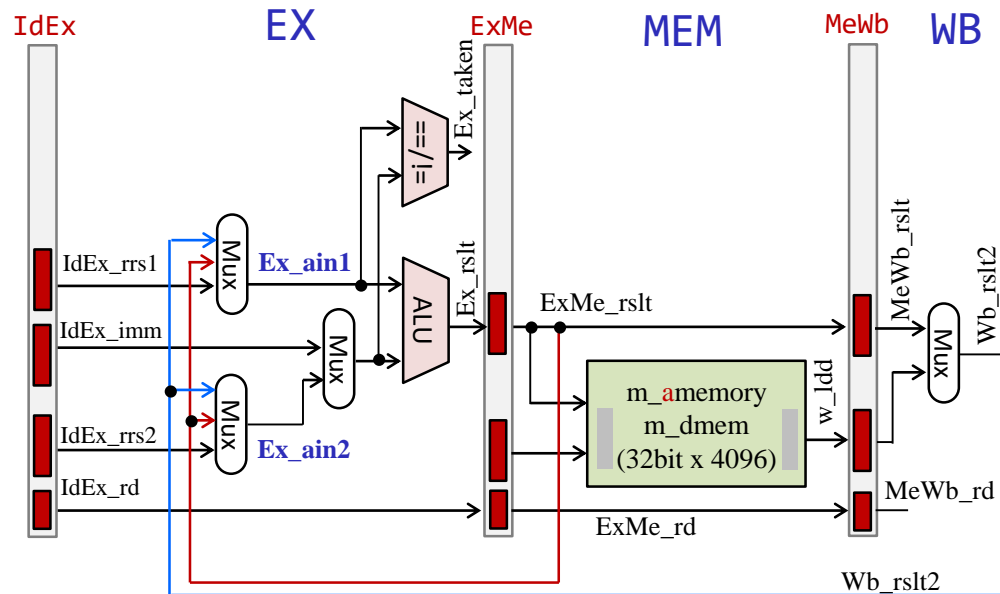 IdEx
EX
ExMe
MEM
MeWb
WB
Ex_taken
==/!=
Mux
IdEx_rrs1
Ex_ain1
Ex_rslt
ALU
ExMe_rslt
MeWb_rslt
Wb_rslt2
Mux
IdEx_imm
Mux
m_amemory
m_dmem
(32bit x 4096)
w_ldd
Mux
IdEx_rrs2
Ex_ain2
IdEx_rd
ExMe_rd
MeWb_rd
Wb_rslt2